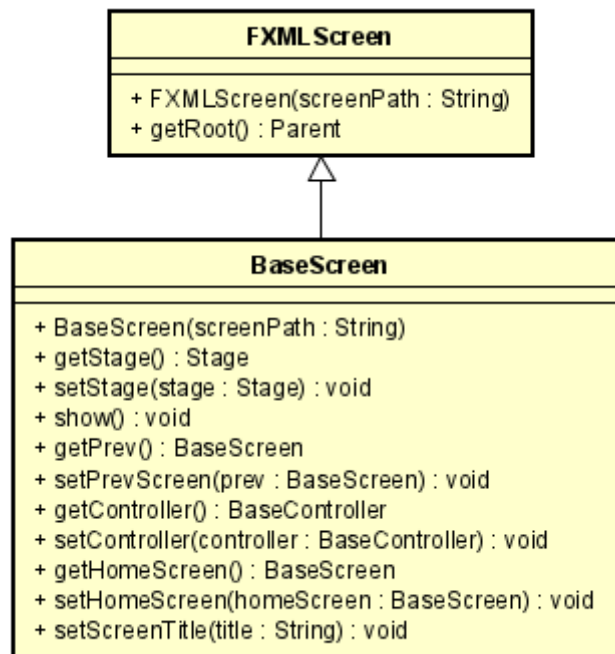 FXMLScreen
+ FXMLScreen(screenPath : String)
+ getRoot() : Parent
BaseScreen
+ BaseScreen(screenPath : String)
+ getStage() : Stage
+ setStage(stage : Stage) : void
+ show() : void
+ getPrev() : BaseScreen
+ setPrevScreen(prev : BaseScreen) : void
+ getController() : BaseController
+ setController(controller : BaseController) : void
+ getHomeScreen() : BaseScreen
+ setHomeScreen(homeScreen : BaseScreen) : void
+ setScreenTitle(title : String) : void